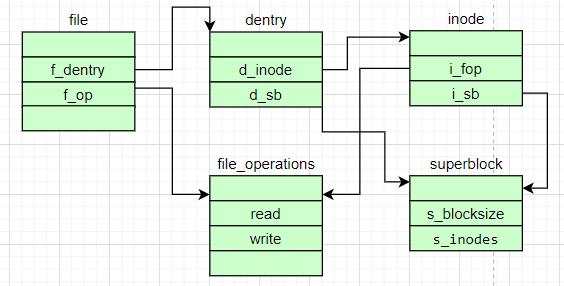 file
f_dentry
f_op
dentry
d_inode
d_sb
inode
i_fop
i_sb
file_operations
read
write
superblock
s_blocksize
s_inodes